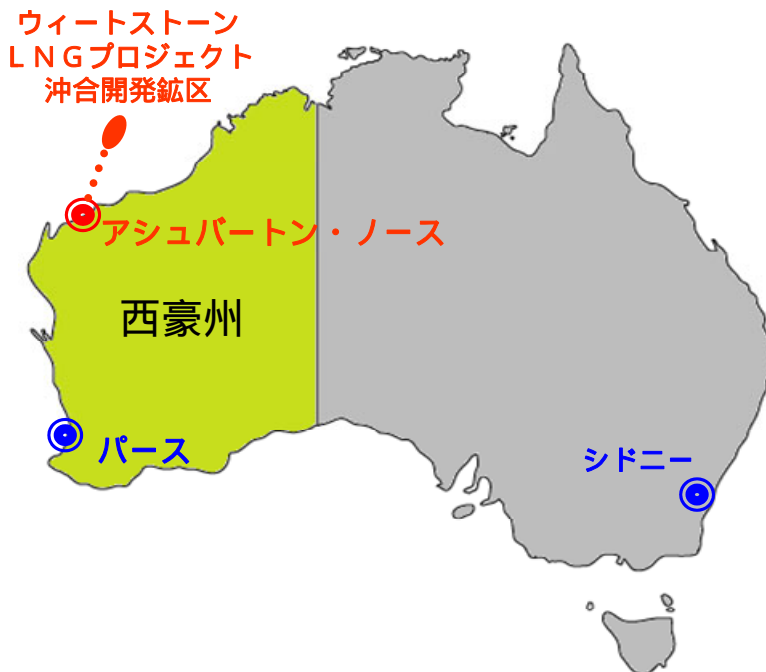 ウィートストーン
ＬＮＧプロジェクト
沖合開発鉱区
アシュバートン・ノース
西豪州
パース
シドニー